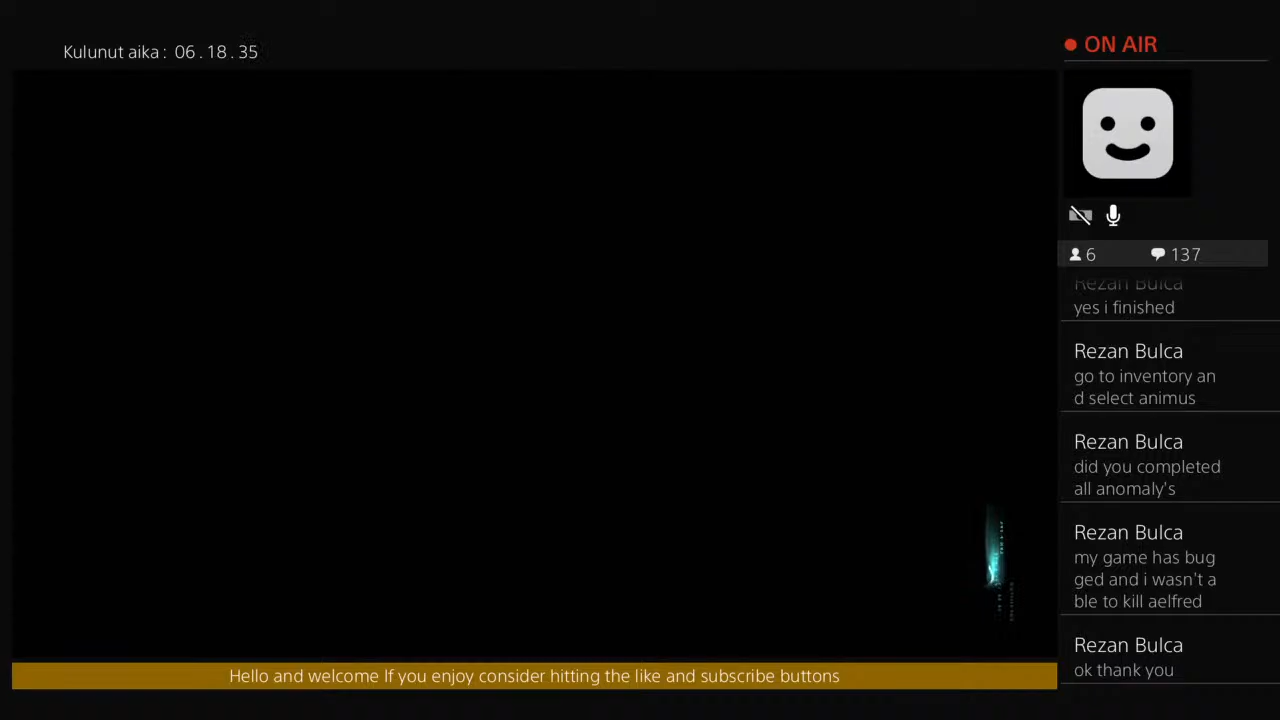 Kulunut aika : 06 . 18 . 35
ON AIR
6 137
Rezan Bulca
yes i finished
Rezan Bulca
go to inventory an
d select animus
Rezan Bulca
did you completed
all anomaly's
Rezan Bulca
my game has bug
ged and i wasn't a
ble to kill aelfred
Rezan Bulca
ok thank you
Hello and welcome If you enjoy consider hitting the like and subscribe buttons